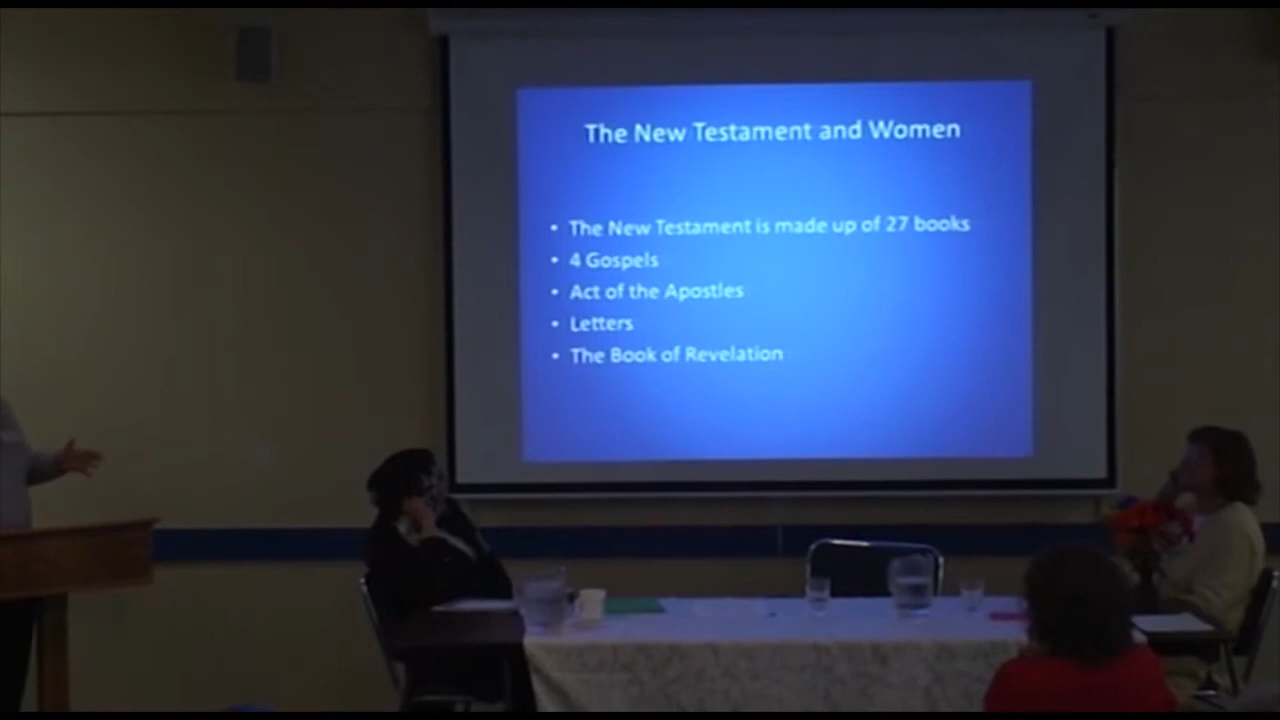 The New Testament and Women
• The New Testament is made up of 27 books
• 4 Gospels
• Act of the Apostles
• Letters
• The Book of Revelation